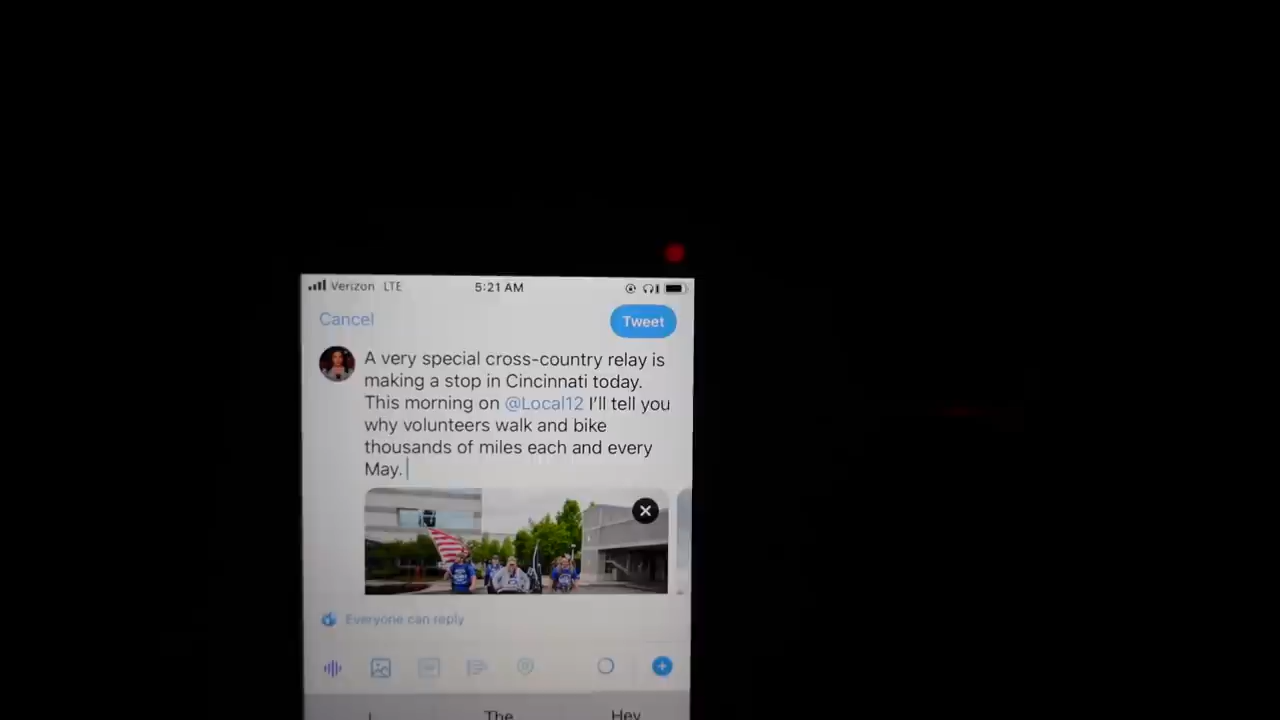 Verizon LTE 5:21 AM
Cancel Tweet
A very special cross-country relay is
making a stop in Cincinnati today.
This morning on @Local12 I'll tell you
why volunteers walk and bike
thousands of miles each and every
May.
Everyone can reply
GIF
I The Hey